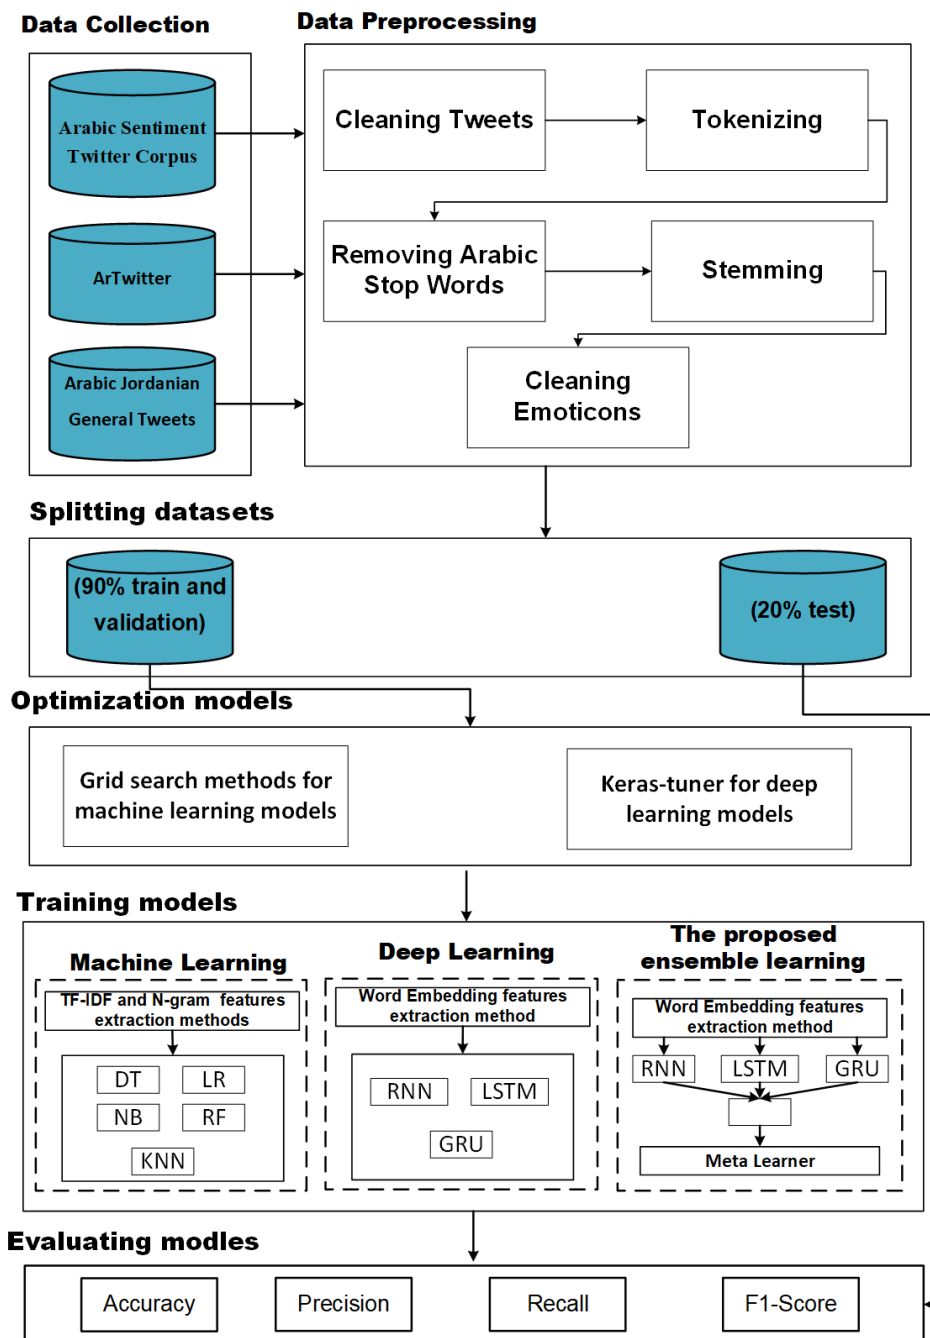 Data Collection
Data Preprocessing
Arabic Sentiment
Twitter Corpus
ArTwitter
Arabic Jordanian
General Tweets
Cleaning Tweets
Tokenizing
Removing Arabic
Stop Words
Stemming
Cleaning
Emoticons
Splitting datasets
(90% train and
validation)
(20% test)
Optimization models
Grid search methods for
machine learning models
Keras-tuner for deep
learning models
Training models
Machine Learning
TF-IDF and N-gram features
extraction methods
DT
LR
NB
RF
KNN
Deep Learning
Word Embedding features
extraction method
RNN
LSTM
GRU
The proposed
ensemble learning
Word Embedding features
extraction method
RNN
LSTM
GRU
Meta Learner
Evaluating modles
Accuracy
Precision
Recall
F1-Score